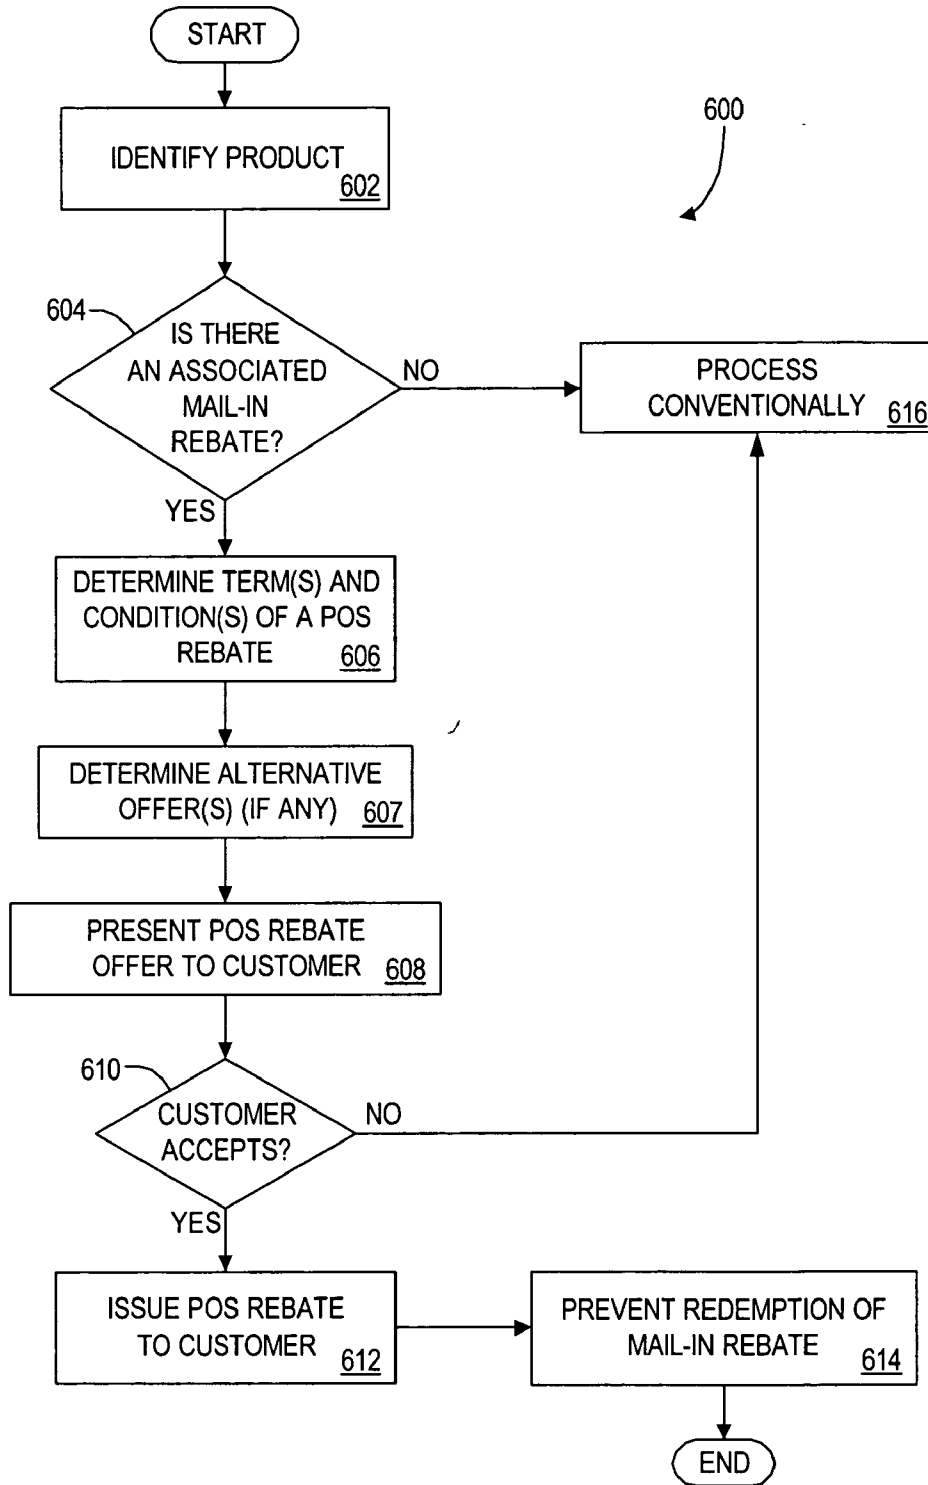 START
600
IDENTIFY PRODUCT
602
604
IS THERE
AN ASSOCIATED
MAIL-IN
REBATE?
NO
PROCESS
CONVENTIONALLY
616
YES
DETERMINE TERM(S) AND
CONDITION(S) OF A POS
REBATE
606
DETERMINE ALTERNATIVE
OFFER(S) (IF ANY)
607
PRESENT POS REBATE
OFFER TO CUSTOMER
608
610
CUSTOMER
ACCEPTS?
NO
YES
ISSUE POS REBATE
TO CUSTOMER
612
PREVENT REDEMPTION OF
MAIL-IN REBATE
614
END